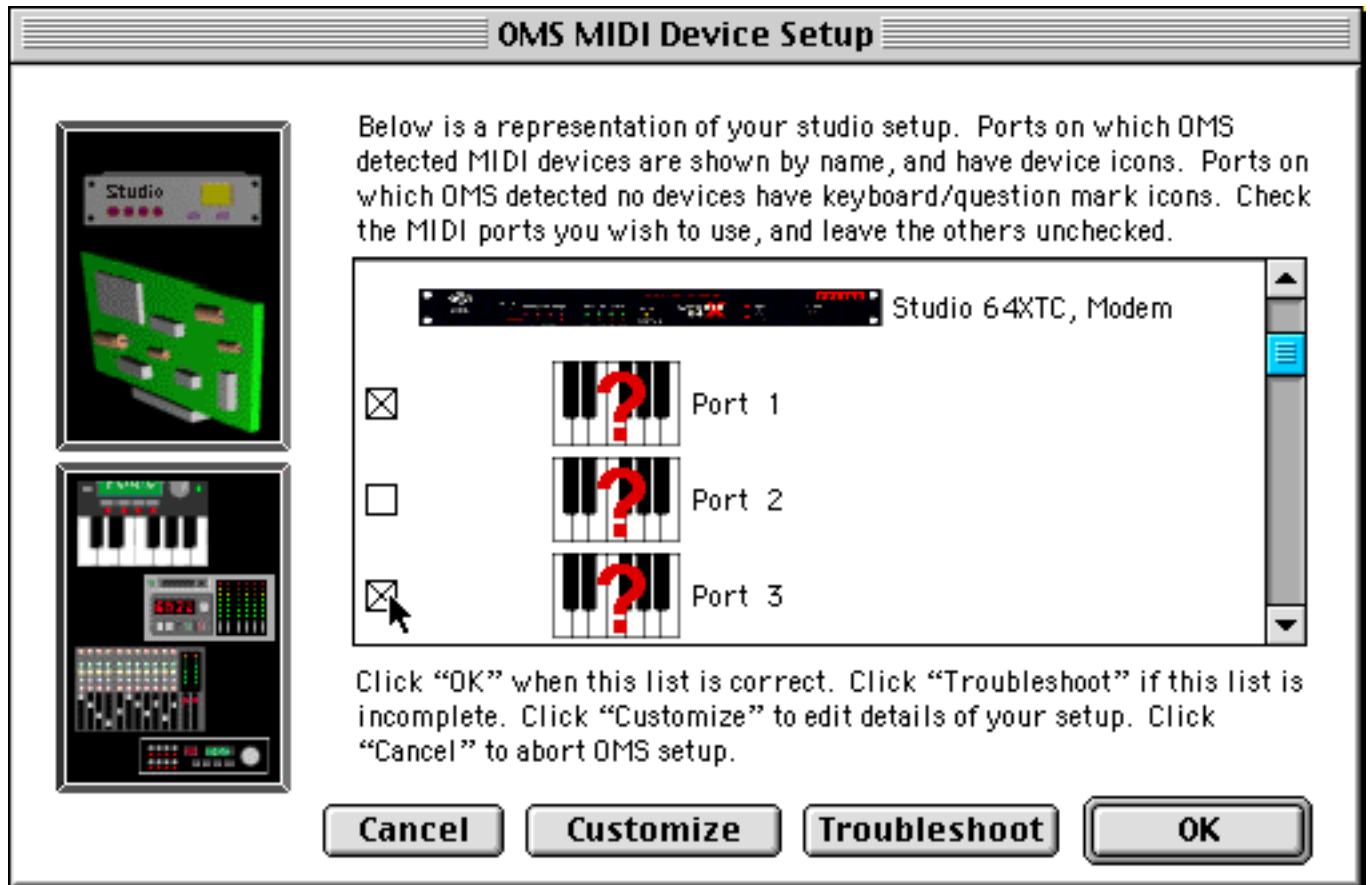 OMS MIDI Device Setup
Below is a representation of your studio setup. Ports on which OMS
detected MIDI devices are shown by name, and have device icons. Ports on
which OMS detected no devices have keyboard/question mark icons. Check
the MIDI ports you wish to use, and leave the others unchecked.
Studio
Studio 64XTC, Modem
Port 1
Port 2
Port 3
Click “OK” when this list is correct. Click “Troubleshoot” if this list is
incomplete. Click “Customize” to edit details of your setup. Click
“Cancel” to abort OMS setup.
Cancel
Customize
Troubleshoot
OK